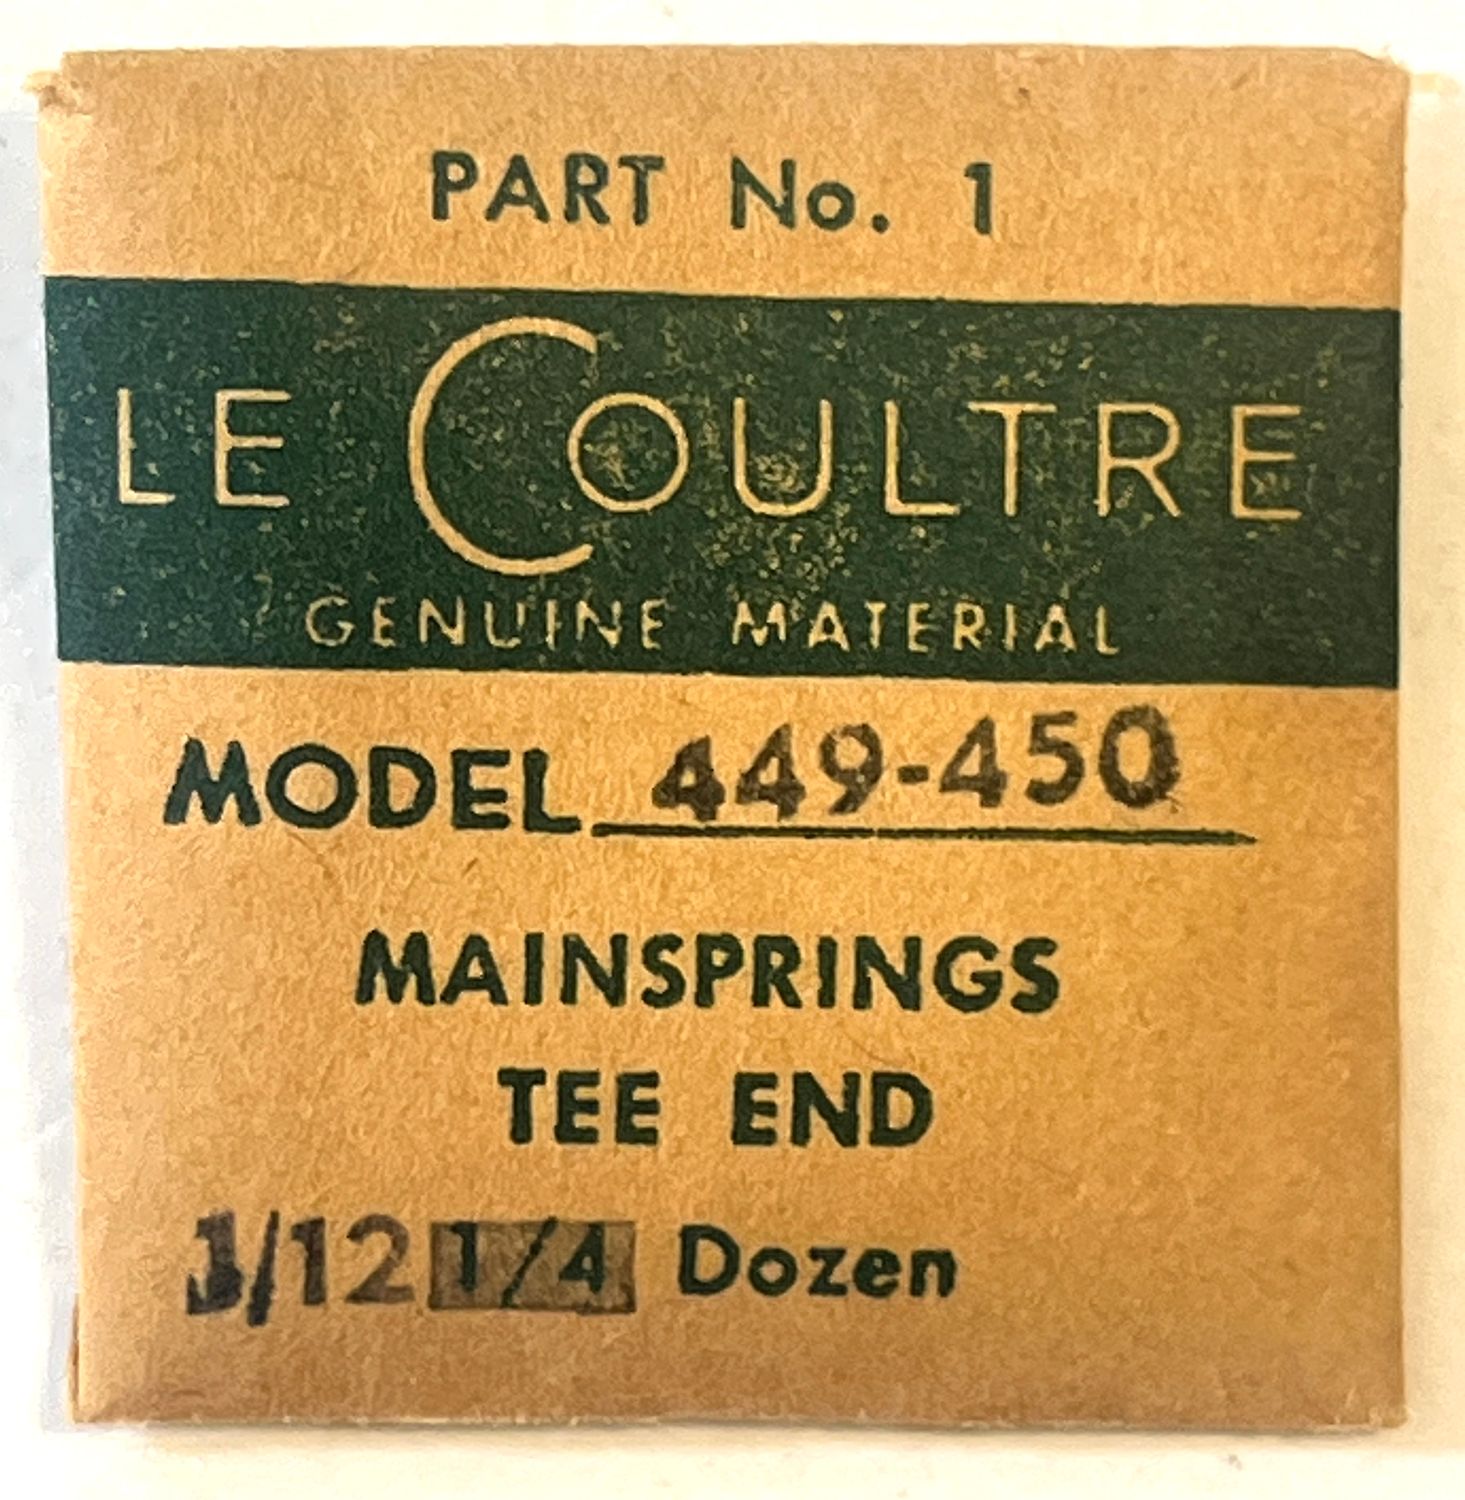 PART No. 1
LE COULTRE
GENUINE MATERIAL
MODEL 449-450
MAINSPRINGS
TEE END
1/12 1/4 Dozen